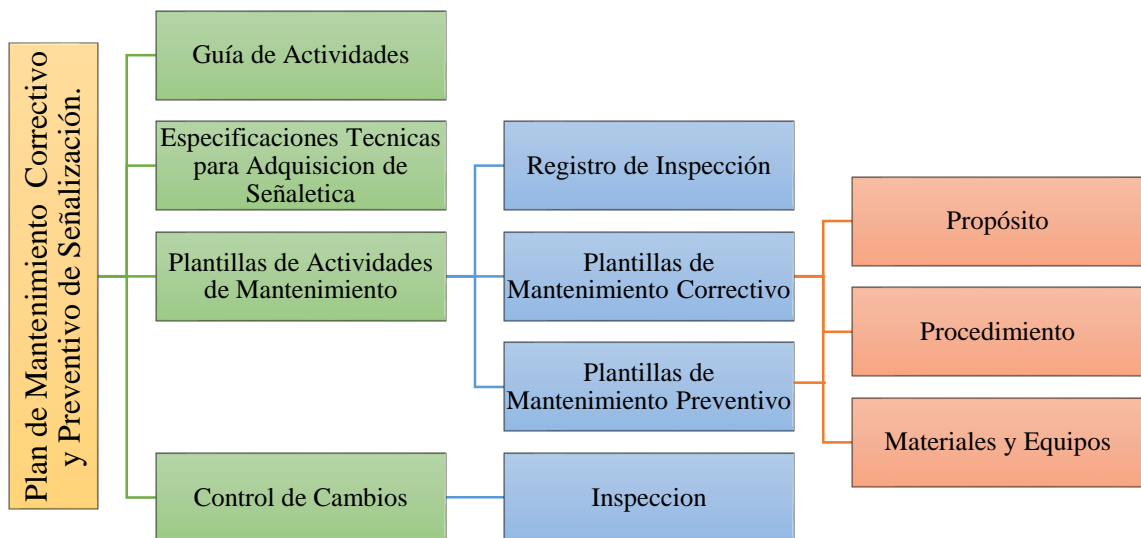 Plan de Mantenimiento Correctivo
y Preventivo de Señalización.
Guía de Actividades
Especificaciones Tecnicas
para Adquisicion de
Señaletica
Plantillas de Actividades
de Mantenimiento
Control de Cambios
Registro de Inspección
Plantillas de
Mantenimiento Correctivo
Plantillas de
Mantenimiento Preventivo
Inspeccion
Propósito
Procedimiento
Materiales y Equipos